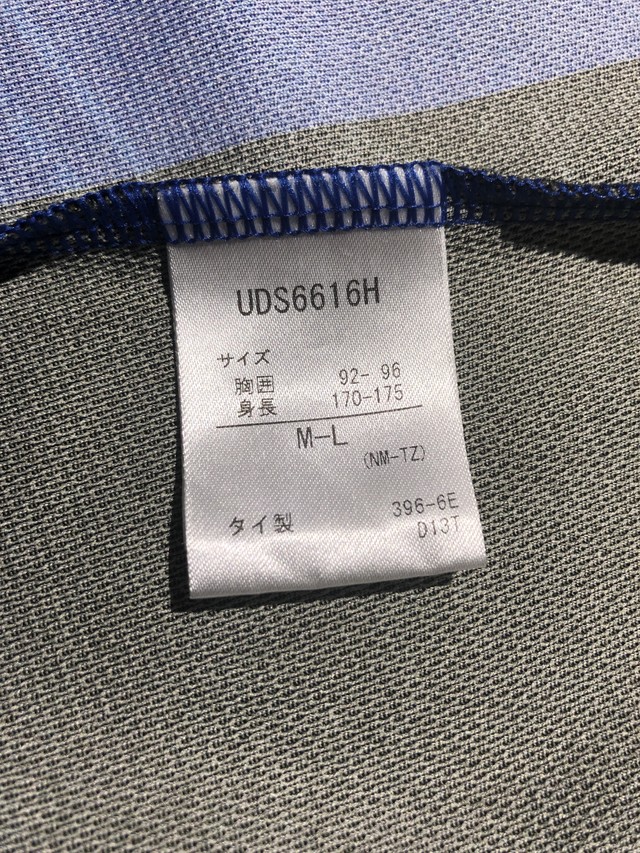 UDS6616H
サイズ
胸囲 92- 96
身長 170-175
M-L
(NM-TZ)
タイ製 396-6E
D13T